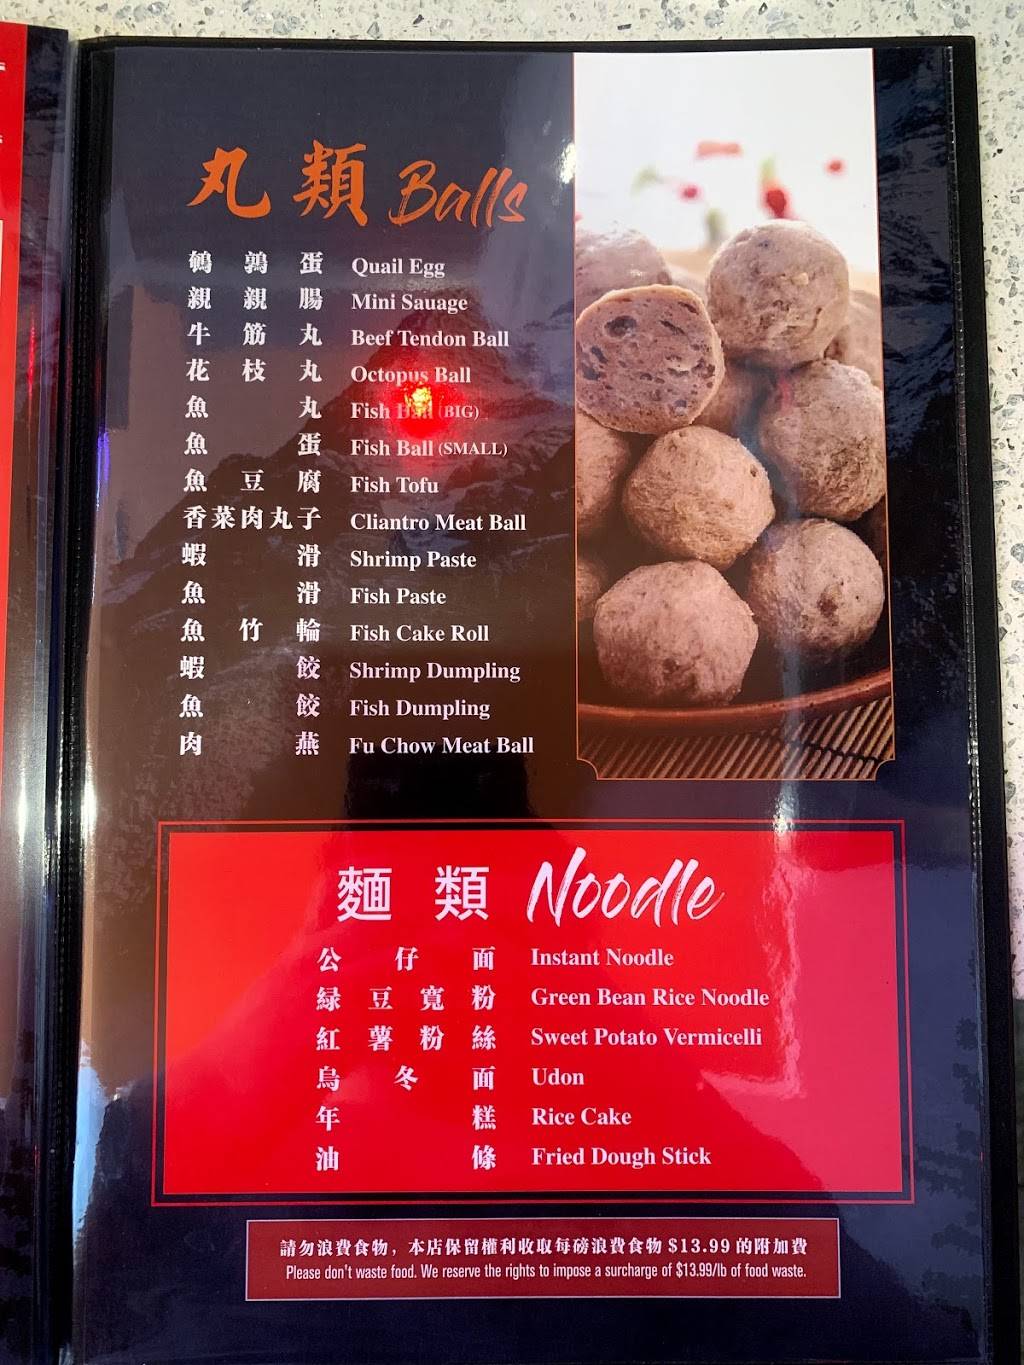 丸類 Balls
鵪鶉蛋 Quail Egg
親親腸 Mini Sauage
牛筋丸 Beef Tendon Ball
花枝丸 Octopus Ball
魚丸 Fish Ball (BIG)
魚蛋 Fish Ball (SMALL)
魚豆腐 Fish Tofu
香菜肉丸子 Cliantro Meat Ball
蝦滑 Shrimp Paste
魚滑 Fish Paste
魚竹輪 Fish Cake Roll
蝦餃 Shrimp Dumpling
魚餃 Fish Dumpling
肉燕 Fu Chow Meat Ball
麵類 Noodle
公仔面 Instant Noodle
緑豆寬粉 Green Bean Rice Noodle
紅薯粉絲 Sweet Potato Vermicelli
烏冬面 Udon
年糕 Rice Cake
油條 Fried Dough Stick
請勿浪費食物，本店保留權利收取每磅浪費食物 $13.99 的附加費
Please don't waste food. We reserve the rights to impose a surcharge of $13.99/lb of food waste.